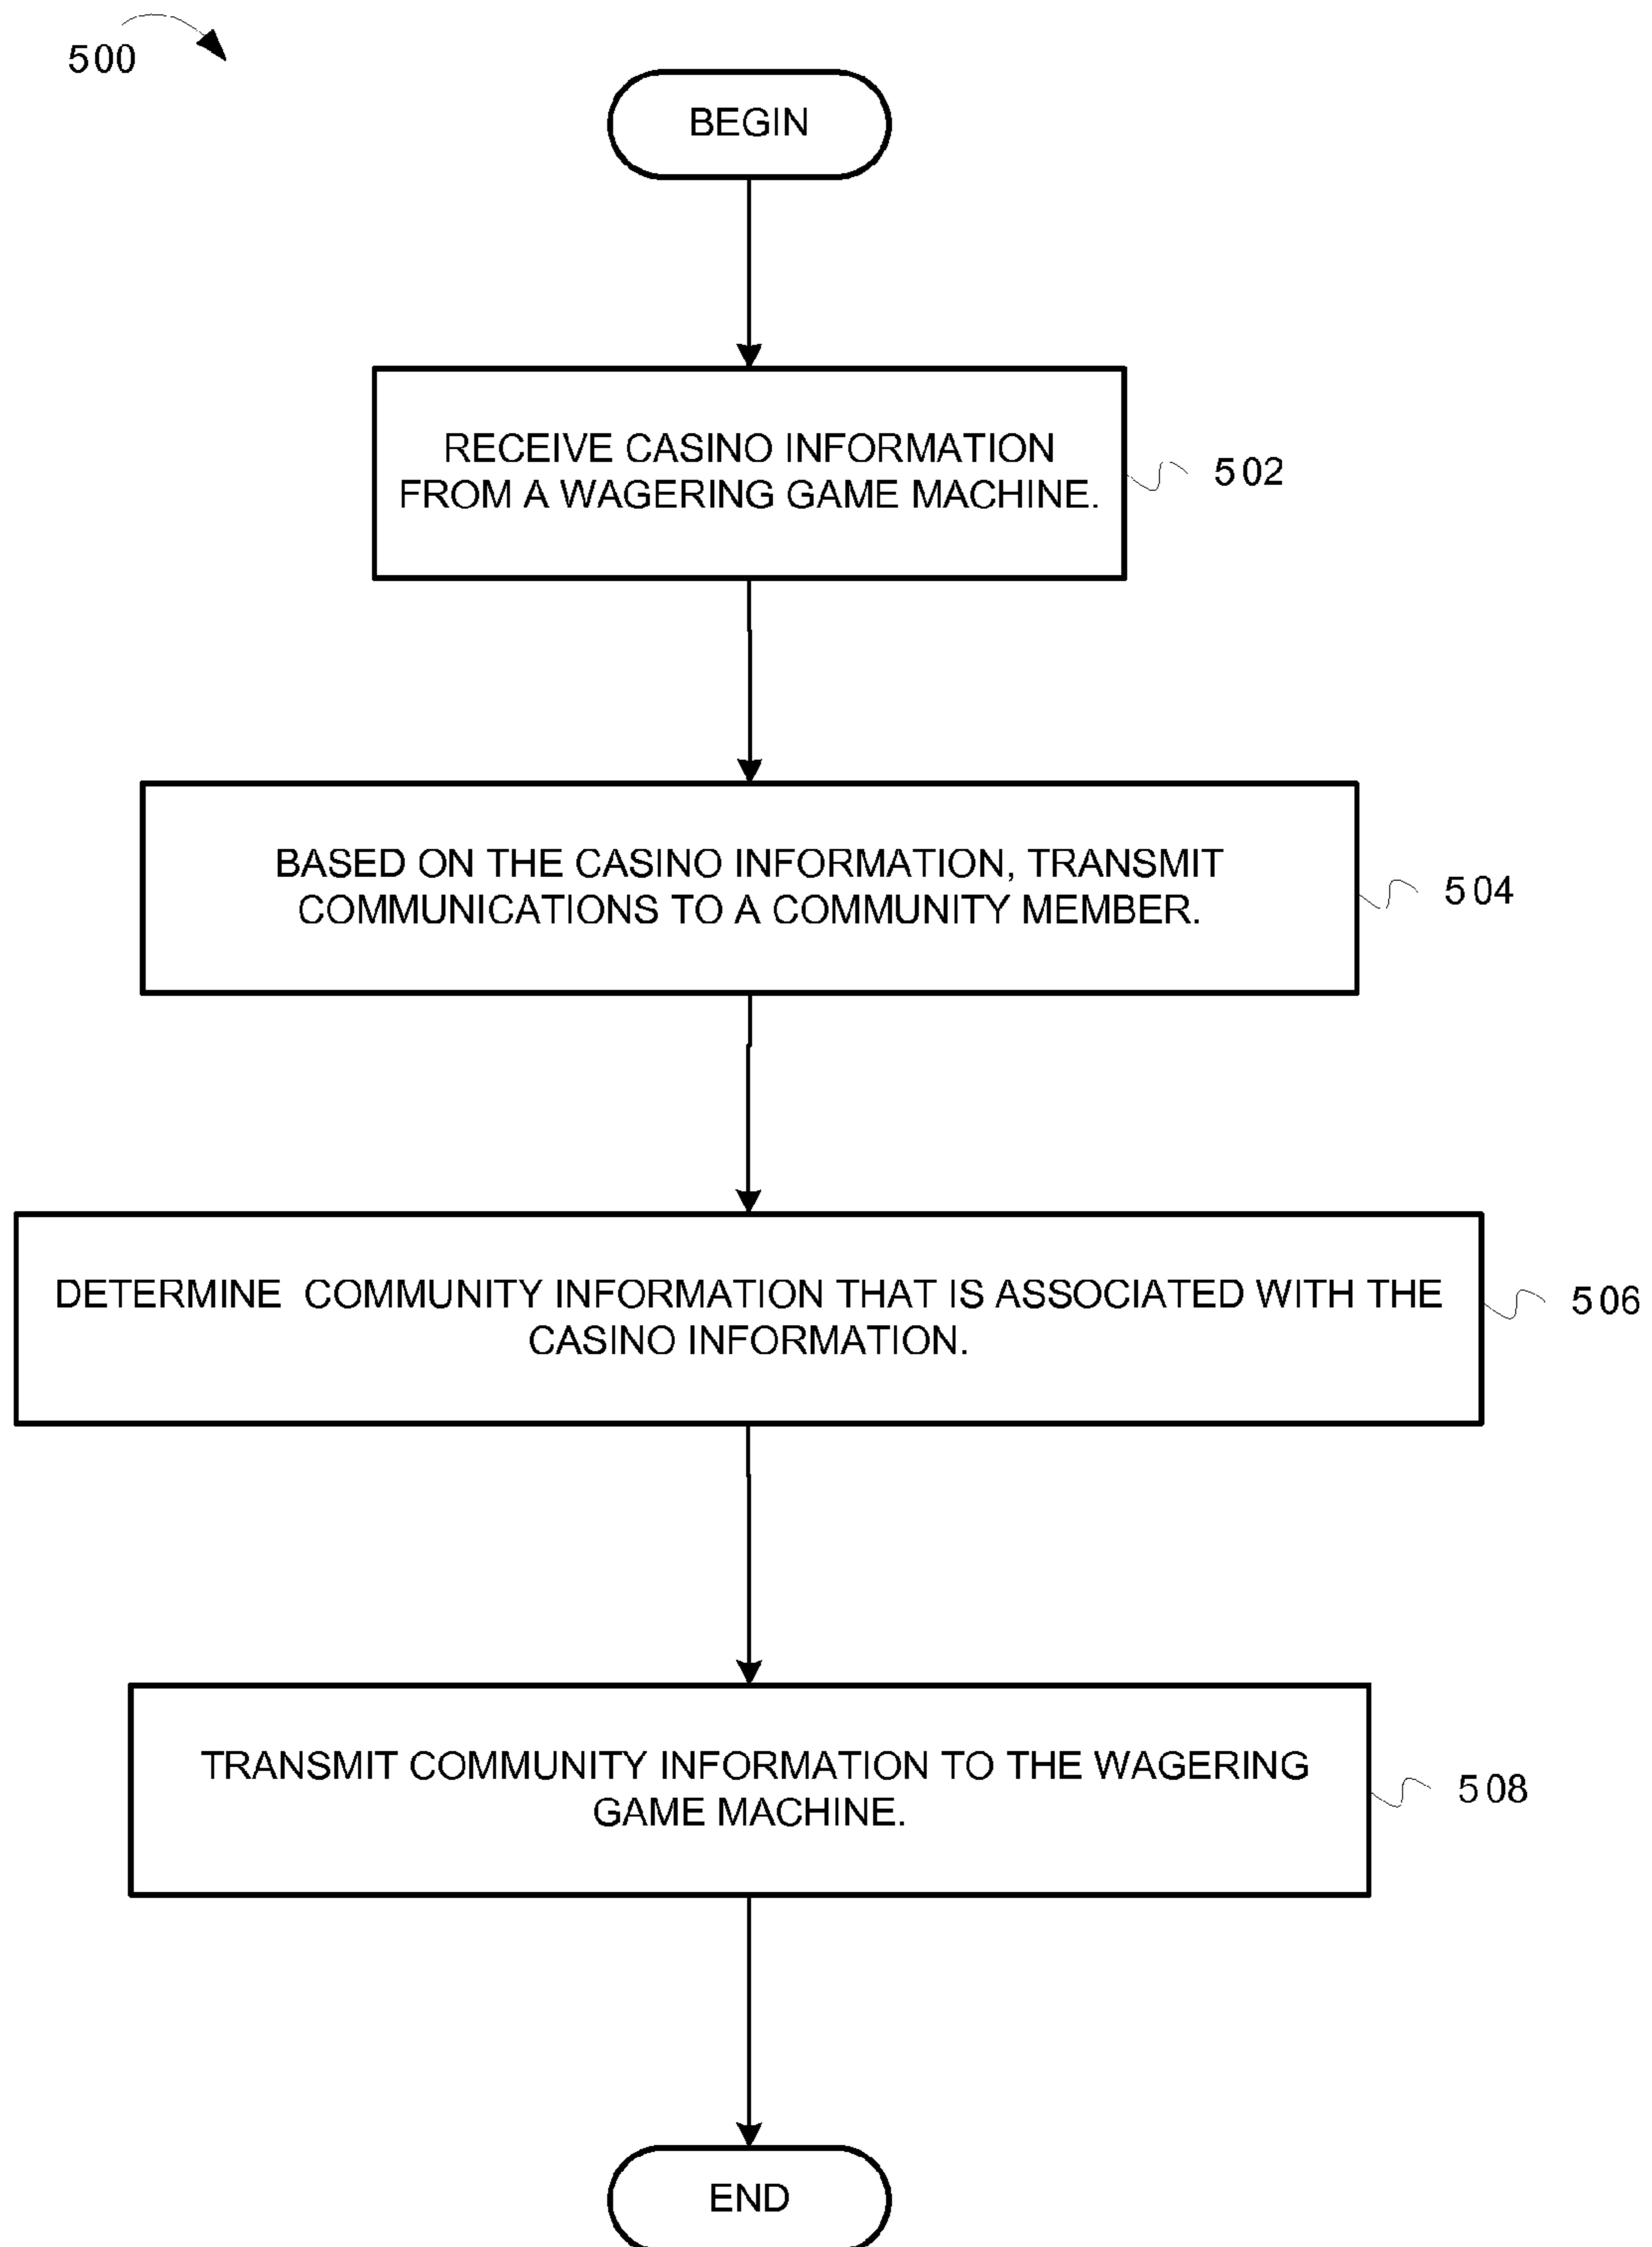 500
BEGIN
RECEIVE CASINO INFORMATION
FROM A WAGERING GAME MACHINE.
502
BASED ON THE CASINO INFORMATION, TRANSMIT
COMMUNICATIONS TO A COMMUNITY MEMBER.
504
DETERMINE  COMMUNITY INFORMATION THAT IS ASSOCIATED WITH THE
CASINO INFORMATION.
506
TRANSMIT COMMUNITY INFORMATION TO THE WAGERING
GAME MACHINE.
508
END